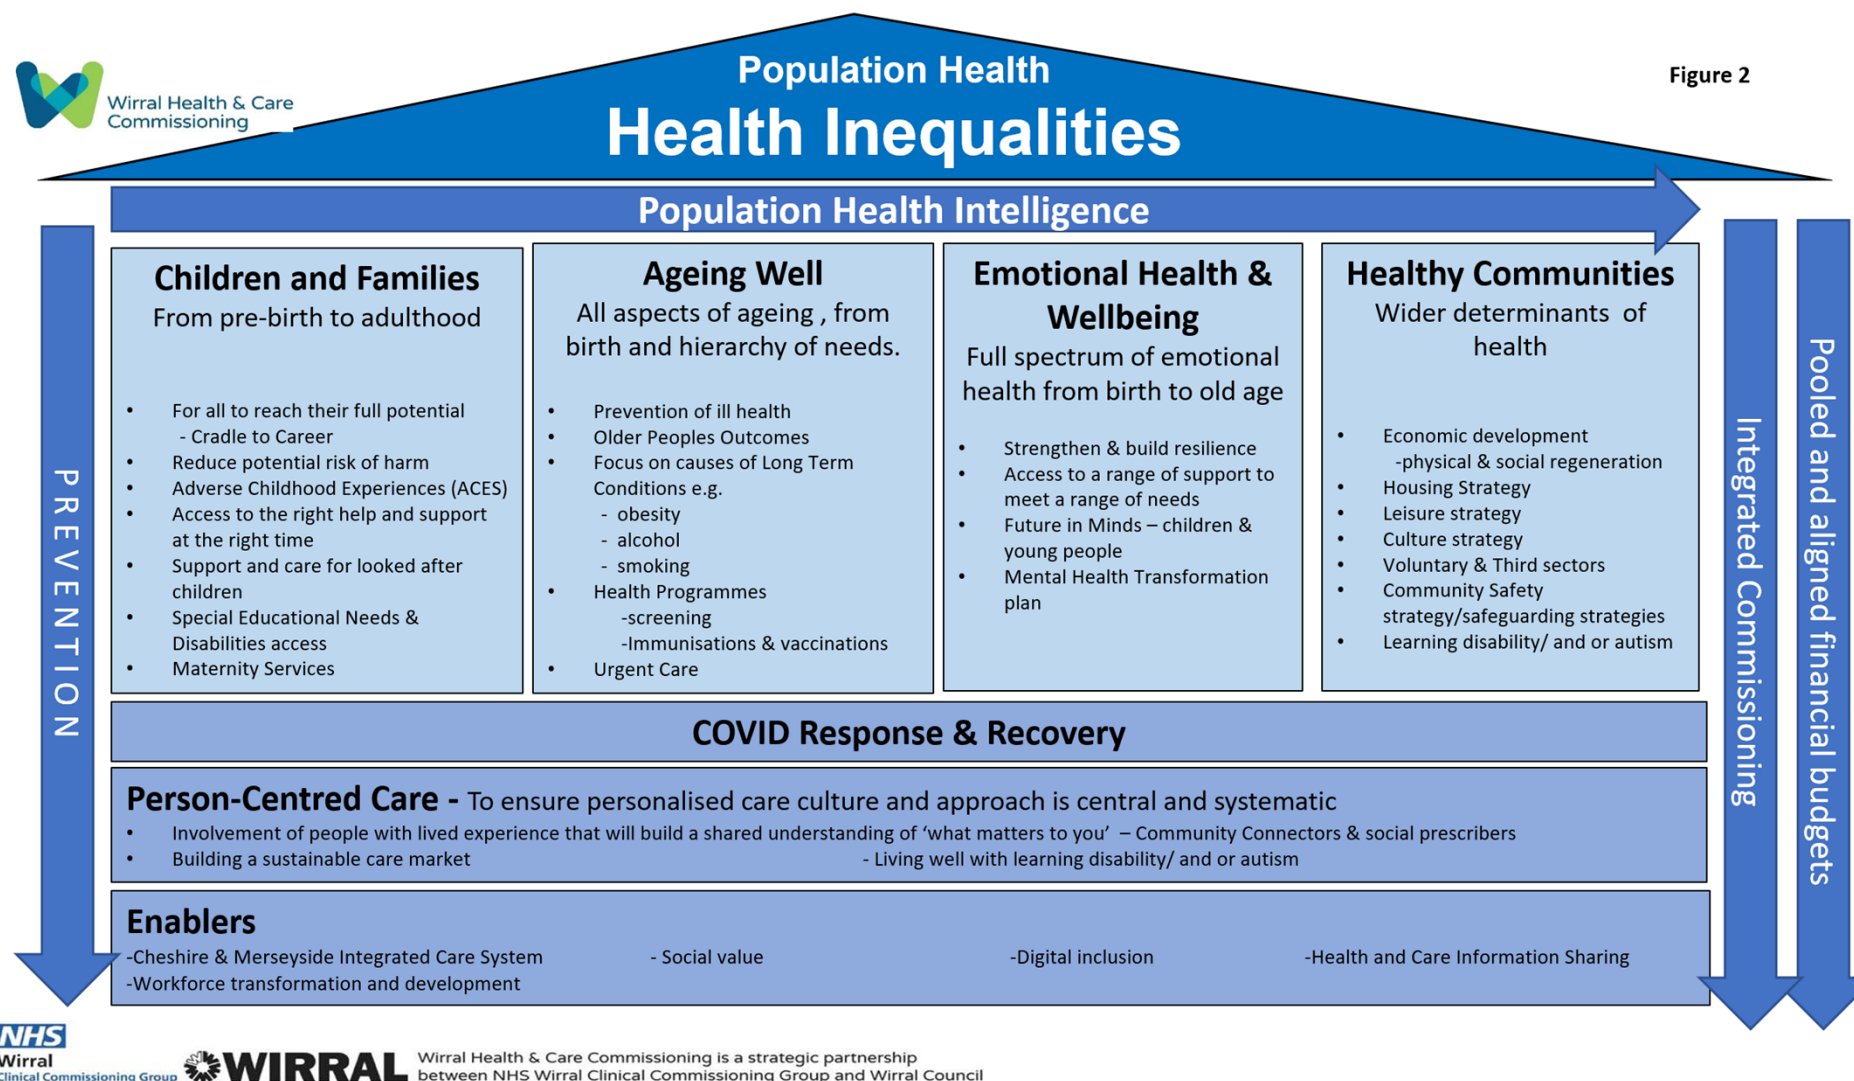 Population Health
Health Inequalities
Figure 2
Wirral Health & Care
Commissioning
Population Health Intelligence
PREVENTION
Children and Families
From pre-birth to adulthood
• For all to reach their full potential
- Cradle to Career
• Reduce potential risk of harm
• Adverse Childhood Experiences (ACES)
• Access to the right help and support
at the right time
• Support and care for looked after
children
• Special Educational Needs &
Disabilities access
• Maternity Services
Ageing Well
All aspects of ageing , from
birth and hierarchy of needs.
• Prevention of ill health
• Older Peoples Outcomes
• Focus on causes of Long Term
Conditions e.g.
- obesity
- alcohol
- smoking
• Health Programmes
-screening
-Immunisations & vaccinations
• Urgent Care
Emotional Health &
Wellbeing
Full spectrum of emotional
health from birth to old age
• Strengthen & build resilience
• Access to a range of support to
meet a range of needs
• Future in Minds – children &
young people
• Mental Health Transformation
plan
Healthy Communities
Wider determinants of
health
• Economic development
-physical & social regeneration
• Housing Strategy
• Leisure strategy
• Culture strategy
• Voluntary & Third sectors
• Community Safety
strategy/safeguarding strategies
• Learning disability/ and or autism
Integrated Commissioning
Pooled and aligned financial budgets
COVID Response & Recovery
Person-Centred Care - To ensure personalised care culture and approach is central and systematic
• Involvement of people with lived experience that will build a shared understanding of ‘what matters to you’ – Community Connectors & social prescribers
• Building a sustainable care market - Living well with learning disability/ and or autism
Enablers
-Cheshire & Merseyside Integrated Care System - Social value -Digital inclusion -Health and Care Information Sharing
-Workforce transformation and development
NHS
Wirral
Clinical Commissioning Group
WIRRAL
Wirral Health & Care Commissioning is a strategic partnership
between NHS Wirral Clinical Commissioning Group and Wirral Council